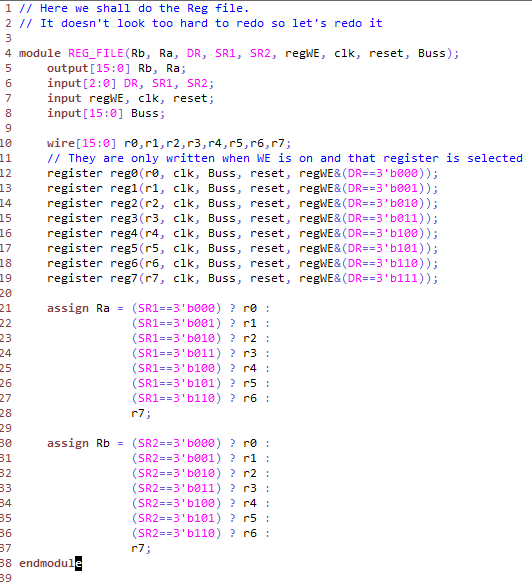 1 // Here we shall do the Reg file.
2 // It doesn't look too hard to redo so let's redo it
3
4 module REG_FILE(Rb, Ra, DR, SR1, SR2, regWE, clk, reset, Buss);
5     output[15:0] Rb, Ra;
6     input[2:0] DR, SR1, SR2;
7     input regWE, clk, reset;
8     input[15:0] Buss;
9
10     wire[15:0] r0,r1,r2,r3,r4,r5,r6,r7;
11     // They are only written when WE is on and that register is selected
12     register reg0(r0, clk, Buss, reset, regWE&(DR==3'b000));
13     register reg1(r1, clk, Buss, reset, regWE&(DR==3'b001));
14     register reg2(r2, clk, Buss, reset, regWE&(DR==3'b010));
15     register reg3(r3, clk, Buss, reset, regWE&(DR==3'b011));
16     register reg4(r4, clk, Buss, reset, regWE&(DR==3'b100));
17     register reg5(r5, clk, Buss, reset, regWE&(DR==3'b101));
18     register reg6(r6, clk, Buss, reset, regWE&(DR==3'b110));
19     register reg7(r7, clk, Buss, reset, regWE&(DR==3'b111));
20
21     assign Ra = (SR1==3'b000) ? r0 :
22                 (SR1==3'b001) ? r1 :
23                 (SR1==3'b010) ? r2 :
24                 (SR1==3'b011) ? r3 :
25                 (SR1==3'b100) ? r4 :
26                 (SR1==3'b101) ? r5 :
27                 (SR1==3'b110) ? r6 :
28                 r7;
29
30     assign Rb = (SR2==3'b000) ? r0 :
31                 (SR2==3'b001) ? r1 :
32                 (SR2==3'b010) ? r2 :
33                 (SR2==3'b011) ? r3 :
34                 (SR2==3'b100) ? r4 :
35                 (SR2==3'b101) ? r5 :
36                 (SR2==3'b110) ? r6 :
37                 r7;
38 endmodule
39